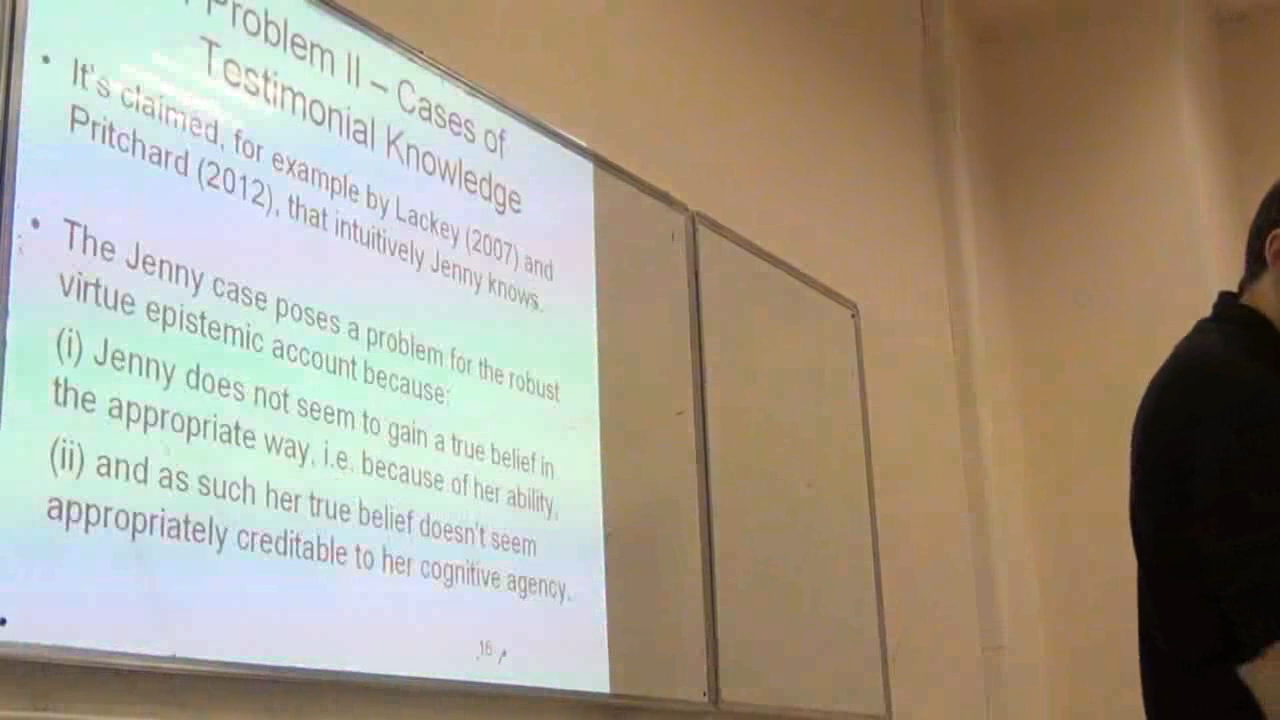 Problem II – Cases of
Testimonial Knowledge
• It's claimed, for example by Lackey (2007) and
Pritchard (2012), that intuitively Jenny knows.
• The Jenny case poses a problem for the robust
virtue epistemic account because:
(i) Jenny does not seem to gain a true belief in
the appropriate way, i.e. because of her ability,
(ii) and as such her true belief doesn't seem
appropriately creditable to her cognitive agency.
16